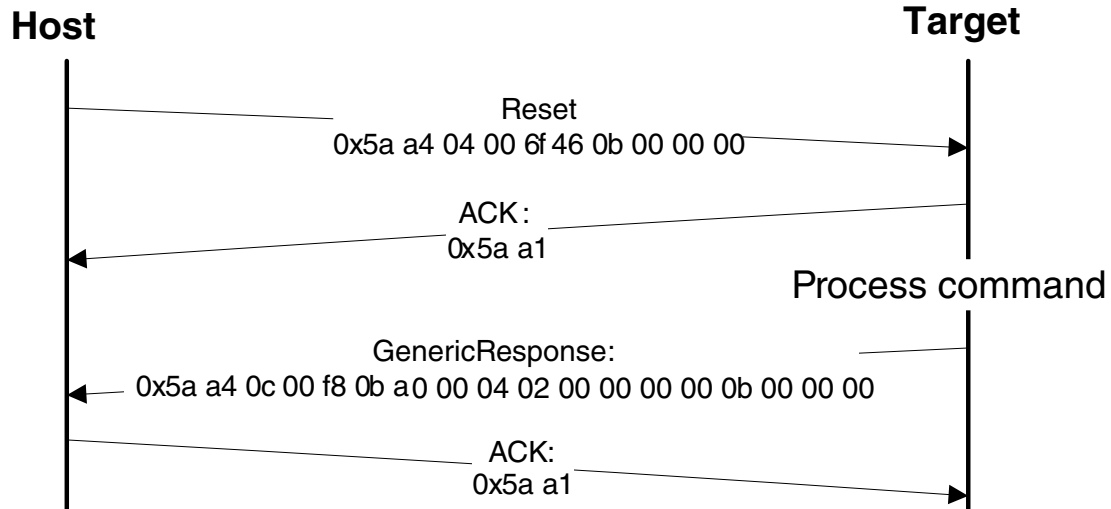 Host
Target
Reset
0x5a a4 04 00 6f 46 0b 00 00 00
ACK:
0x5a a1
Process command
GenericResponse:
0x5a a4 0c 00 f8 0b a0 00 04 02 00 00 00 00 0b 00 00 00
ACK:
0x5a a1